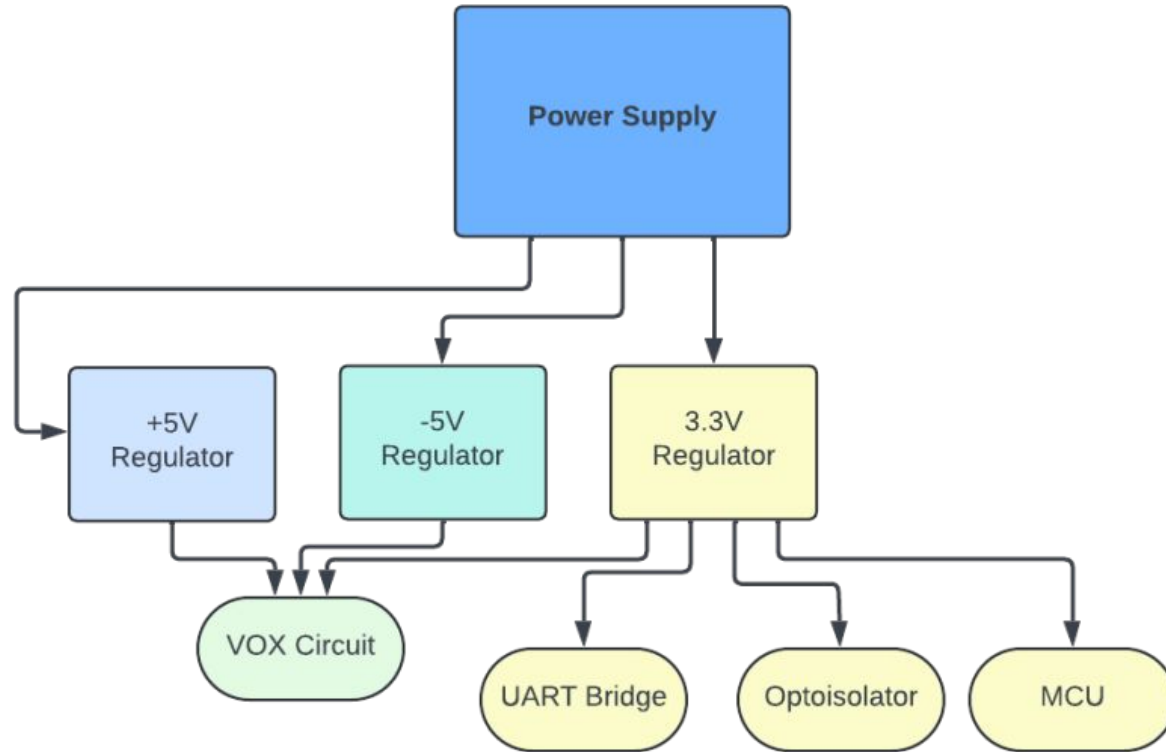 Power Supply
+5V
Regulator
-5V
Regulator
3.3V
Regulator
VOX Circuit
UART Bridge
Optoisolator
MCU